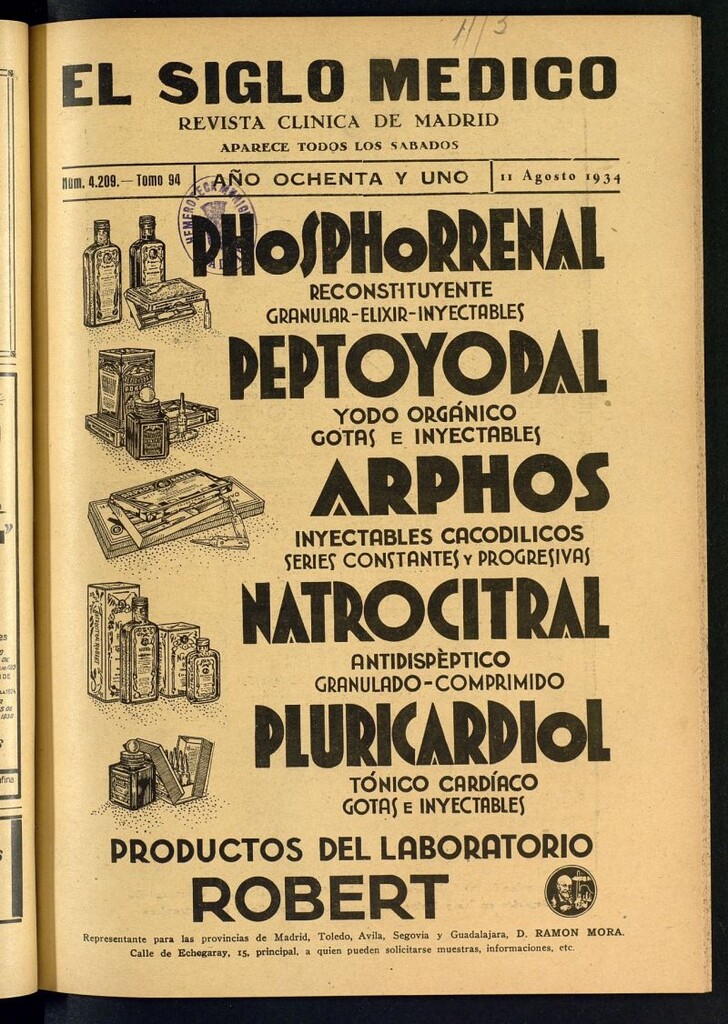 EL SIGLO MEDICO
REVISTA CLINICA DE MADRID
APARECE TODOS LOS SABADOS
Núm. 4.209. — Tomo 94 AÑO OCHENTA Y UNO 11 Agosto 1934
HEMEROTECA MUNICI
PHOSPHORRENAL
RECONSTITUYENTE
GRANULAR-ELIXIR-INYECTABLES
PEPTOYODAL
YODO ORGÁNICO
GOTAS E INYECTABLES
ARPHOS
INYECTABLES CACODILICOS
SERIES CONSTANTES Y PROGRESIVAS
NATROCITRAL
ANTIDISPÈPTICO
GRANULADO-COMPRIMIDO
PLURICARDIOL
TÓNICO CARDÍACO
GOTAS E INYECTABLES
PRODUCTOS DEL LABORATORIO
ROBERT
Representante para las provincias de Madrid, Toledo, Avila, Segovia y Guadalajara, D. RAMON MORA.
Calle de Echegaray, 15, principal, a quien pueden solicitarse muestras, informaciones, etc.